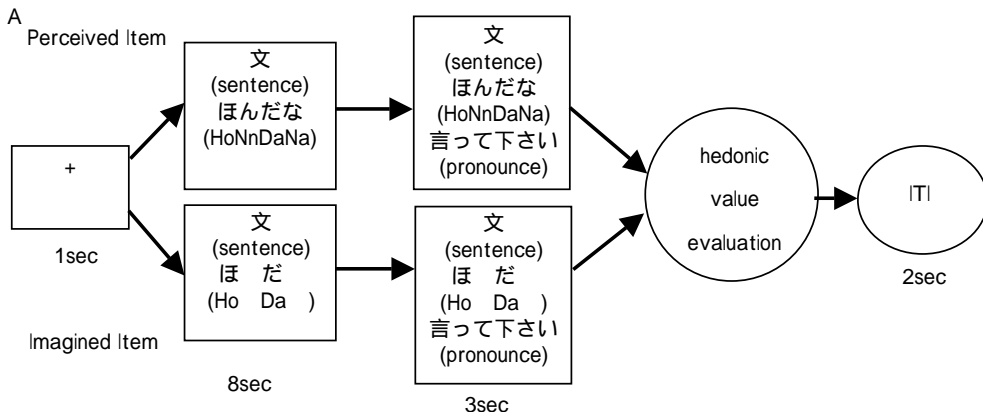 A
Perceived Item
文
(sentence)
ほんだな
(HoNnDaNa)
文
(sentence)
ほんだな
(HoNnDaNa)
言って下さい
(pronounce)
+
1sec
文
(sentence)
ほ だ
(Ho Da )
8sec
文
(sentence)
ほ だ
(Ho Da )
言って下さい
(pronounce)
3sec
hedonic
value
evaluation
ITI
2sec
Imagined Item